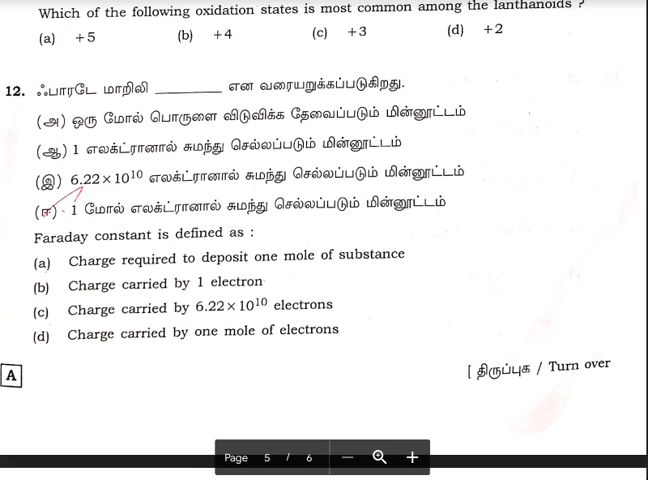 Which of the following oxidation states is most common among the lanthanoids ?
(a) +5 (b) +4 (c) +3 (d) +2
12. ஃபாரடே மாறிலி ________ என வரையறுக்கப்படுகிறது.
(அ) ஒரு மோல் பொருளை விடுவிக்க தேவைப்படும் மின்னூட்டம்
(ஆ) 1 எலக்ட்ரானால் சுமந்து செல்லப்படும் மின்னூட்டம்
(இ) 6.22 × 10¹⁰ எலக்ட்ரானால் சுமந்து செல்லப்படும் மின்னூட்டம்
(ஈ) 1 மோல் எலக்ட்ரானால் சுமந்து செல்லப்படும் மின்னூட்டம்
Faraday constant is defined as :
(a) Charge required to deposit one mole of substance
(b) Charge carried by 1 electron
(c) Charge carried by 6.22 × 10¹⁰ electrons
(d) Charge carried by one mole of electrons
A [ திருப்புக / Turn over
Page 5 / 6 — +